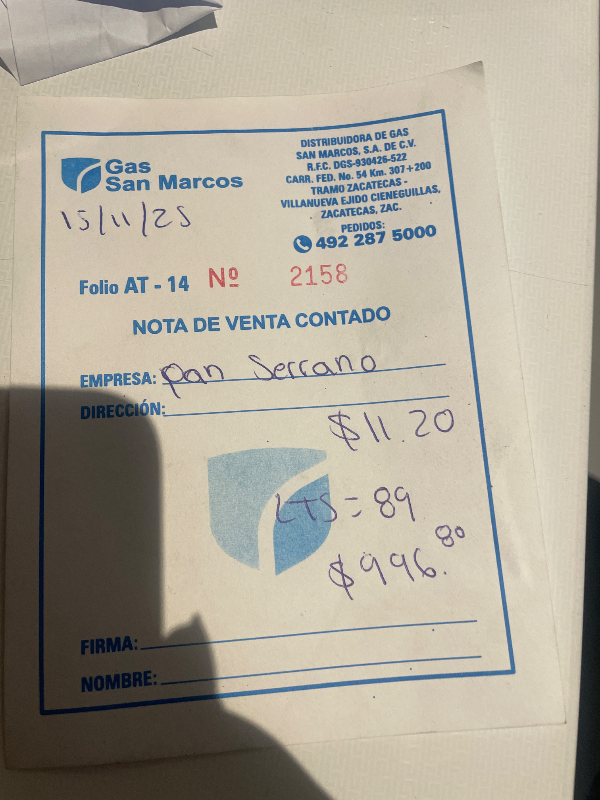 Gas
San Marcos
DISTRIBUIDORA DE GAS
SAN MARCOS, S.A. DE C.V.
R.F.C. DGS-930426-522
CARR. FED. No. 54 Km. 307+200
TRAMO ZACATECAS -
VILLANUEVA EJIDO CIENEGUILLAS,
ZACATECAS, ZAC.
PEDIDOS:
492 287 5000
15/11/25
Folio AT - 14 Nº 2158
NOTA DE VENTA CONTADO
EMPRESA: Pan Serrano
DIRECCIÓN:
$11.20
LTS = 89
$996.80
FIRMA:
NOMBRE: